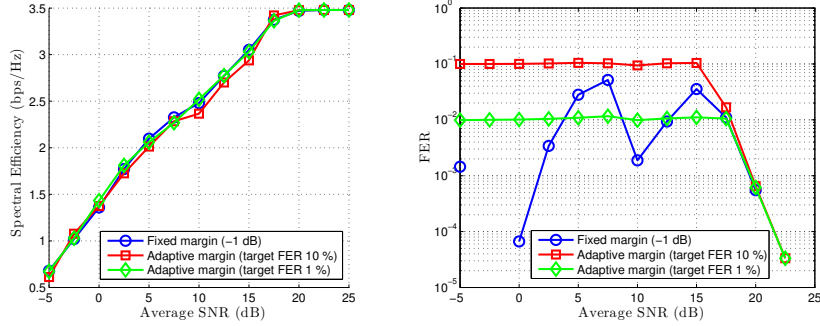 3.5
3
2.5
2
1.5
1
0.5
Spectral Efficiency (bps/Hz)
−5 0 5 10 15 20 25
Average SNR (dB)
Fixed margin (−1 dB)
Adaptive margin (target FER 10 %)
Adaptive margin (target FER 1 %)
10^0
10^−1
10^−2
10^−3
10^−4
10^−5
FER
−5 0 5 10 15 20 25
Average SNR (dB)
Fixed margin (−1 dB)
Adaptive margin (target FER 10 %)
Adaptive margin (target FER 1 %)